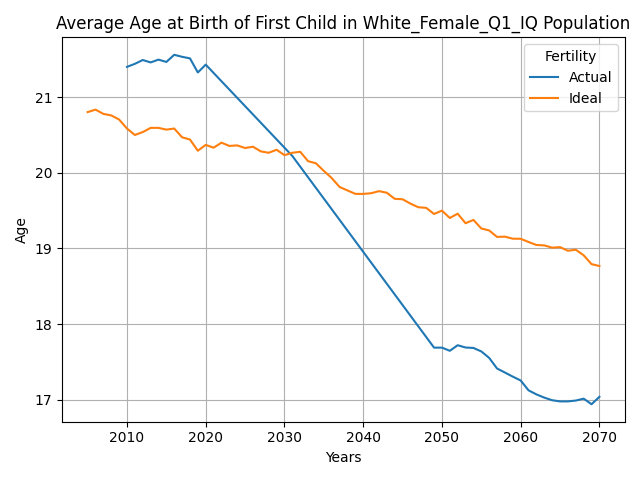 Average Age at Birth of First Child in White_Female_Q1_IQ Population
Fertility
Actual
Ideal
Age
21
20
19
18
17
2010 2020 2030 2040 2050 2060 2070
Years